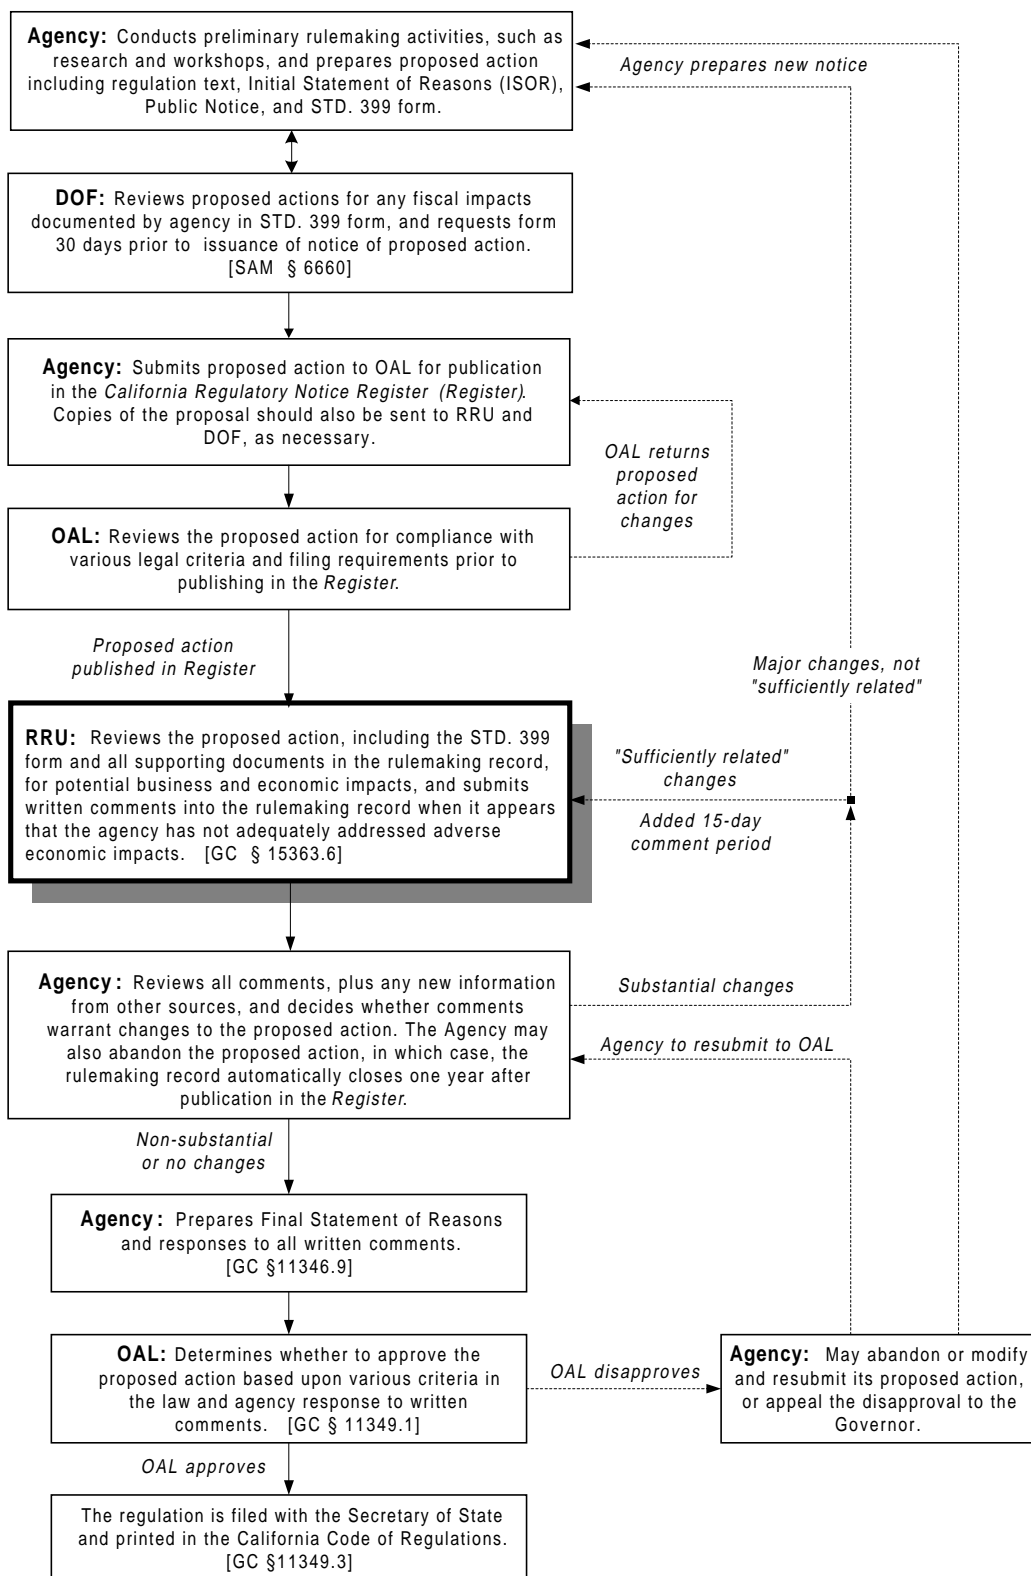 Agency: Conducts preliminary rulemaking activities, such as
research and workshops, and prepares proposed action
including regulation text, Initial Statement of Reasons (ISOR),
Public Notice, and STD. 399 form.
Agency prepares new notice
DOF: Reviews proposed actions for any fiscal impacts
documented by agency in STD. 399 form, and requests form
30 days prior to issuance of notice of proposed action.
[SAM § 6660]
Agency: Submits proposed action to OAL for publication
in the California Regulatory Notice Register (Register).
Copies of the proposal should also be sent to RRU and
DOF, as necessary.
OAL returns
proposed
action for
changes
OAL: Reviews the proposed action for compliance with
various legal criteria and filing requirements prior to
publishing in the Register.
Proposed action
published in Register
Major changes, not
"sufficiently related"
RRU: Reviews the proposed action, including the STD. 399
form and all supporting documents in the rulemaking record,
for potential business and economic impacts, and submits
written comments into the rulemaking record when it appears
that the agency has not adequately addressed adverse
economic impacts. [GC § 15363.6]
"Sufficiently related"
changes
Added 15-day
comment period
Agency: Reviews all comments, plus any new information
from other sources, and decides whether comments
warrant changes to the proposed action. The Agency may
also abandon the proposed action, in which case, the
rulemaking record automatically closes one year after
publication in the Register.
Substantial changes
Agency to resubmit to OAL
Non-substantial
or no changes
Agency: Prepares Final Statement of Reasons
and responses to all written comments.
[GC §11346.9]
OAL: Determines whether to approve the
proposed action based upon various criteria in
the law and agency response to written
comments. [GC § 11349.1]
OAL disapproves
Agency: May abandon or modify
and resubmit its proposed action,
or appeal the disapproval to the
Governor.
OAL approves
The regulation is filed with the Secretary of State
and printed in the California Code of Regulations.
[GC §11349.3]